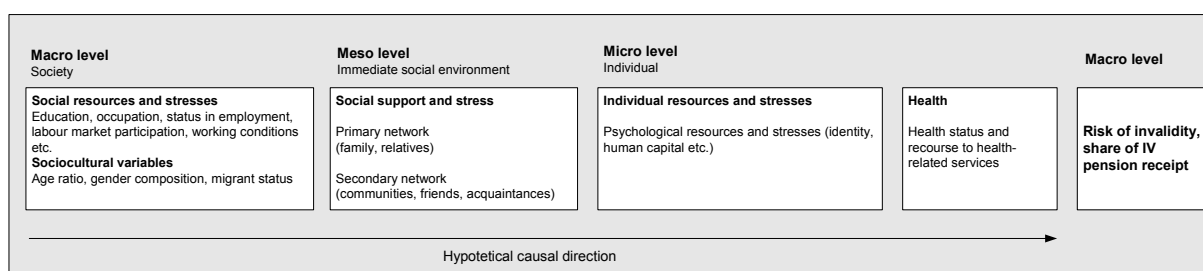 Macro level
Society
Social resources and stresses
Education, occupation, status in employment,
labour market participation, working conditions
etc.
Sociocultural variables
Age ratio, gender composition, migrant status
Meso level
Immediate social environment
Social support and stress
Primary network
(family, relatives)
Secondary network
(communities, friends, acquaintances)
Micro level
Individual
Individual resources and stresses
Psychological resources and stresses (identity,
human capital etc.)
Health
Health status and
recourse to health-
related services
Macro level
Risk of invalidity,
share of IV
pension receipt
Hypotetical causal direction